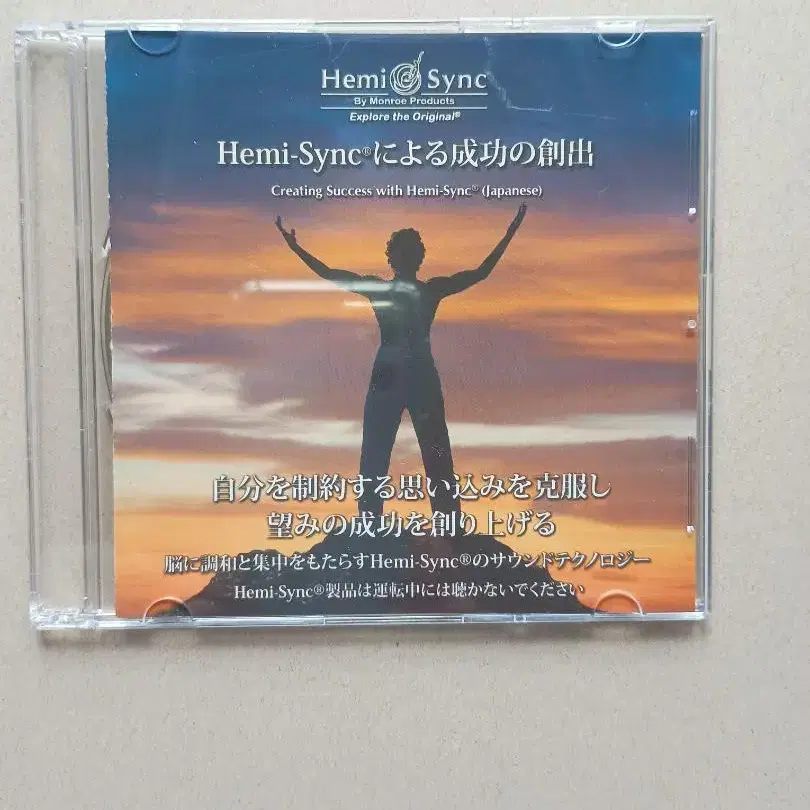 Hemi Sync
By Monroe Products
Explore the Original®
Hemi-Sync®による成功の創出
Creating Success with Hemi-Sync® (Japanese)
自分を制約する思い込みを克服し
望みの成功を創り上げる
脳に調和と集中をもたらすHemi-Sync®のサウンドテクノロジー
Hemi-Sync®製品は運転中には聴かないでください